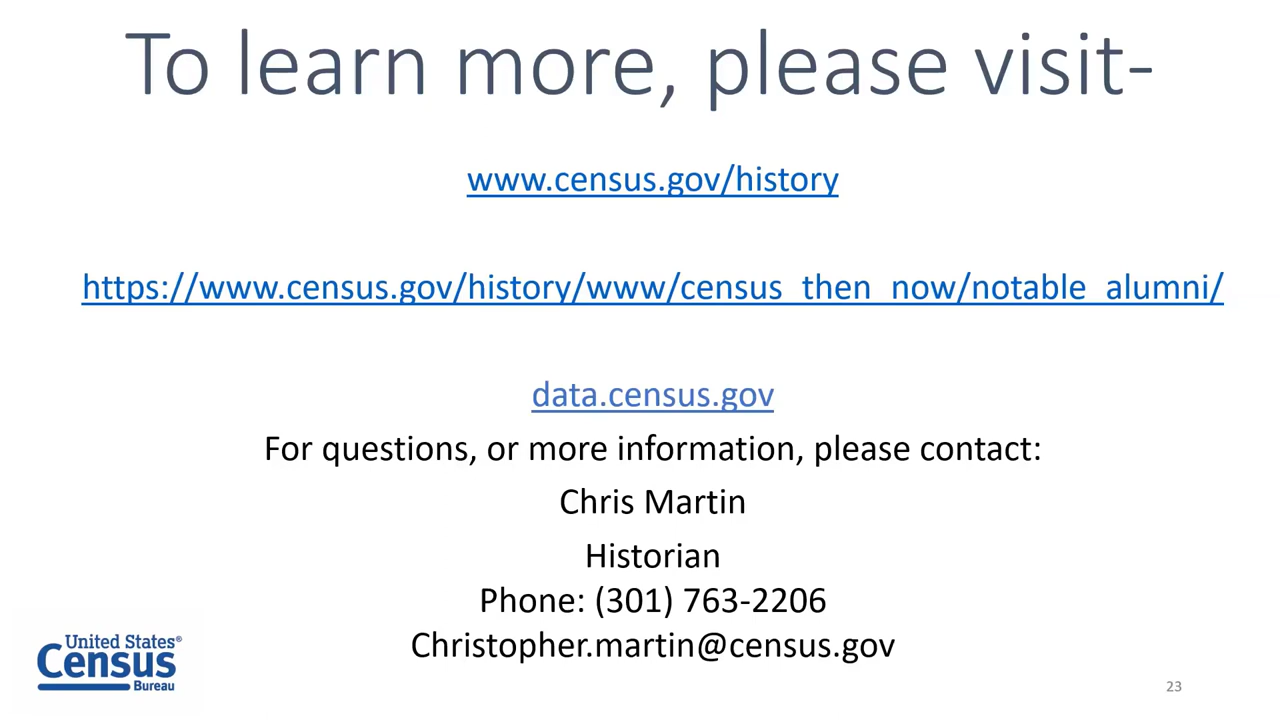 To learn more, please visit-
www.census.gov/history
https://www.census.gov/history/www/census_then_now/notable_alumni/
data.census.gov
For questions, or more information, please contact:
Chris Martin
Historian
Phone: (301) 763-2206
Christopher.martin@census.gov
United States®
Census
Bureau
23